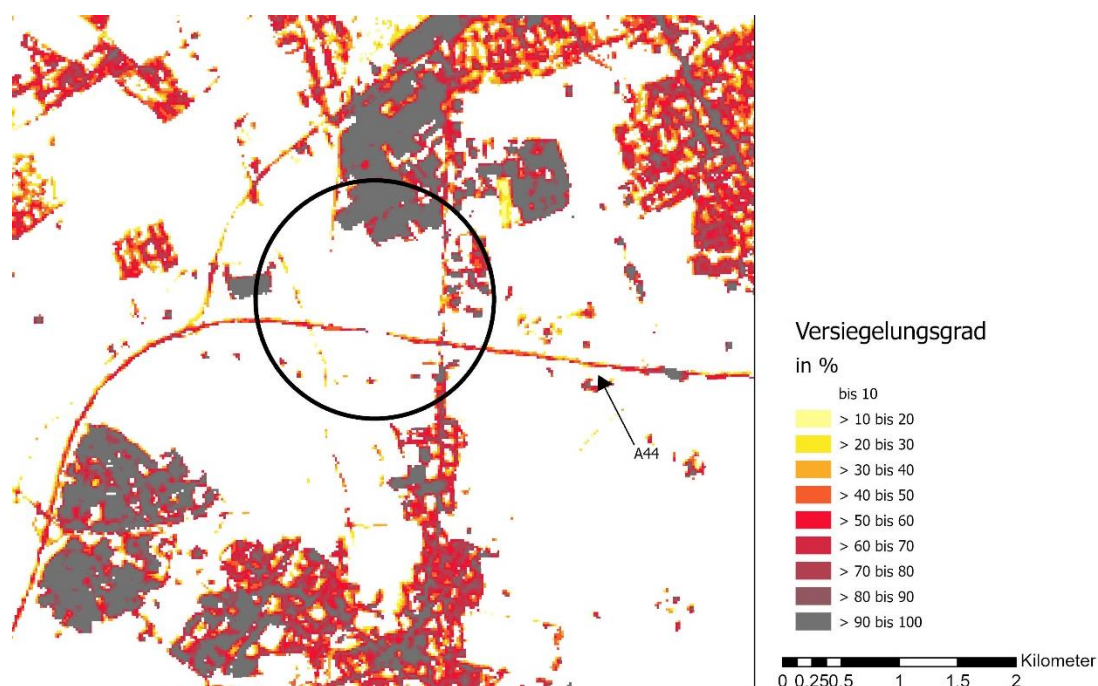 A44
Versiegelungsgrad
in %
bis 10
> 10 bis 20
> 20 bis 30
> 30 bis 40
> 40 bis 50
> 50 bis 60
> 60 bis 70
> 70 bis 80
> 80 bis 90
> 90 bis 100
Kilometer
0 0.250.5 1 1.5 2